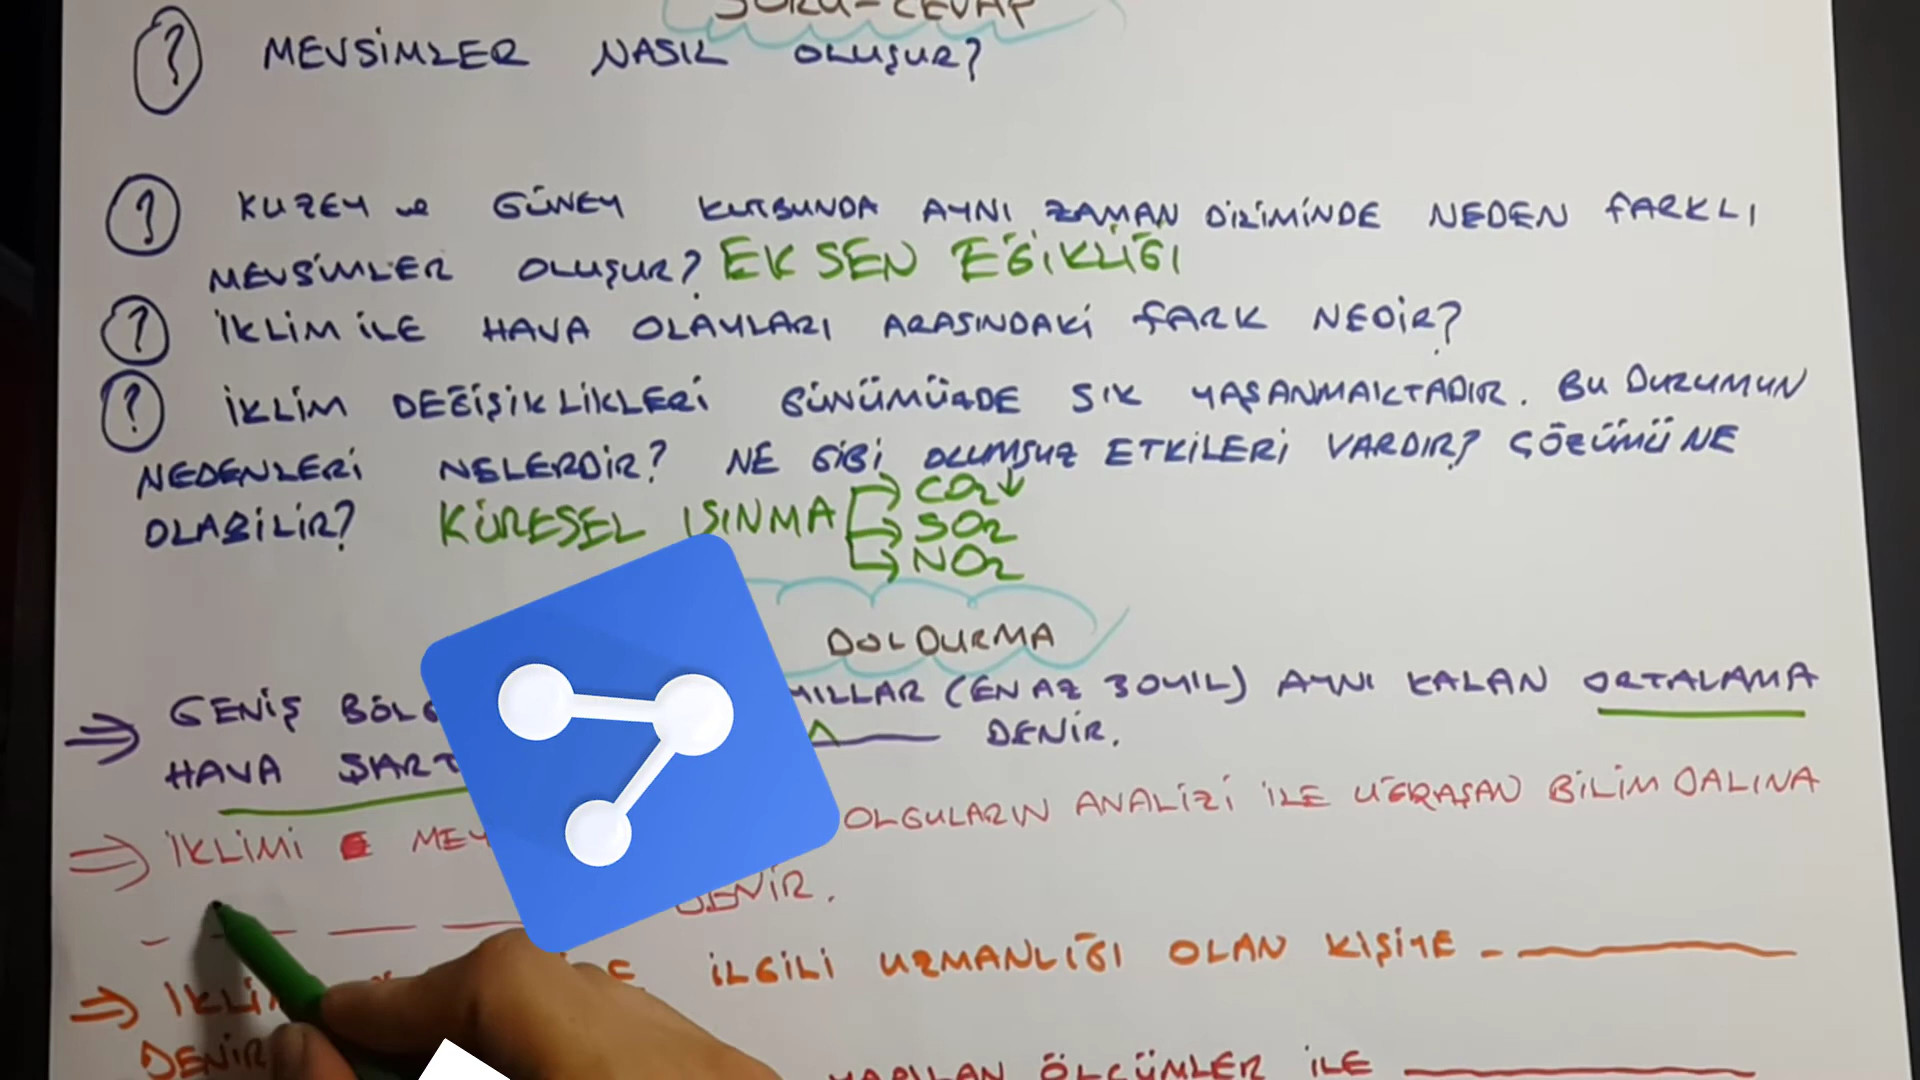 SORU-CEVAP
? MEVSİMLER NASIL OLUŞUR?
? KUZEY ve GÜNEY KUTBUNDA AYNI ZAMAN DİLİMİNDE NEDEN FARKLI
MEVSİMLER OLUŞUR? EKSEN EĞİKLİĞİ
? İKLİM İLE HAVA OLAYLARI ARASINDAKİ FARK NEDİR?
? İKLİM DEĞİŞİKLİKLERİ GÜNÜMÜZDE SIK YAŞANMAKTADIR. BU DURUMUN
NEDENLERİ NELERDİR? NE GİBİ OLUMSUZ ETKİLERİ VARDIR? ÇÖZÜMÜ NE
OLABİLİR? KÜRESEL ISINMA → CO2↓
→ SO2
→ NO2
DOLDURMA
⇒ GENİŞ YILLAR (EN AZ 30 YIL) AYNI KALAN ORTALAMA
HAVA DENİR.
⇒ İKLİMİ OLGULARIN ANALİZİ İLE UĞRAŞAN BİLİM DALINA
DENİR.
⇒ İLGİLİ UZMANLIĞI OLAN KİŞİYE
DENİR
YAPILAN ÖLÇÜMLER İLE